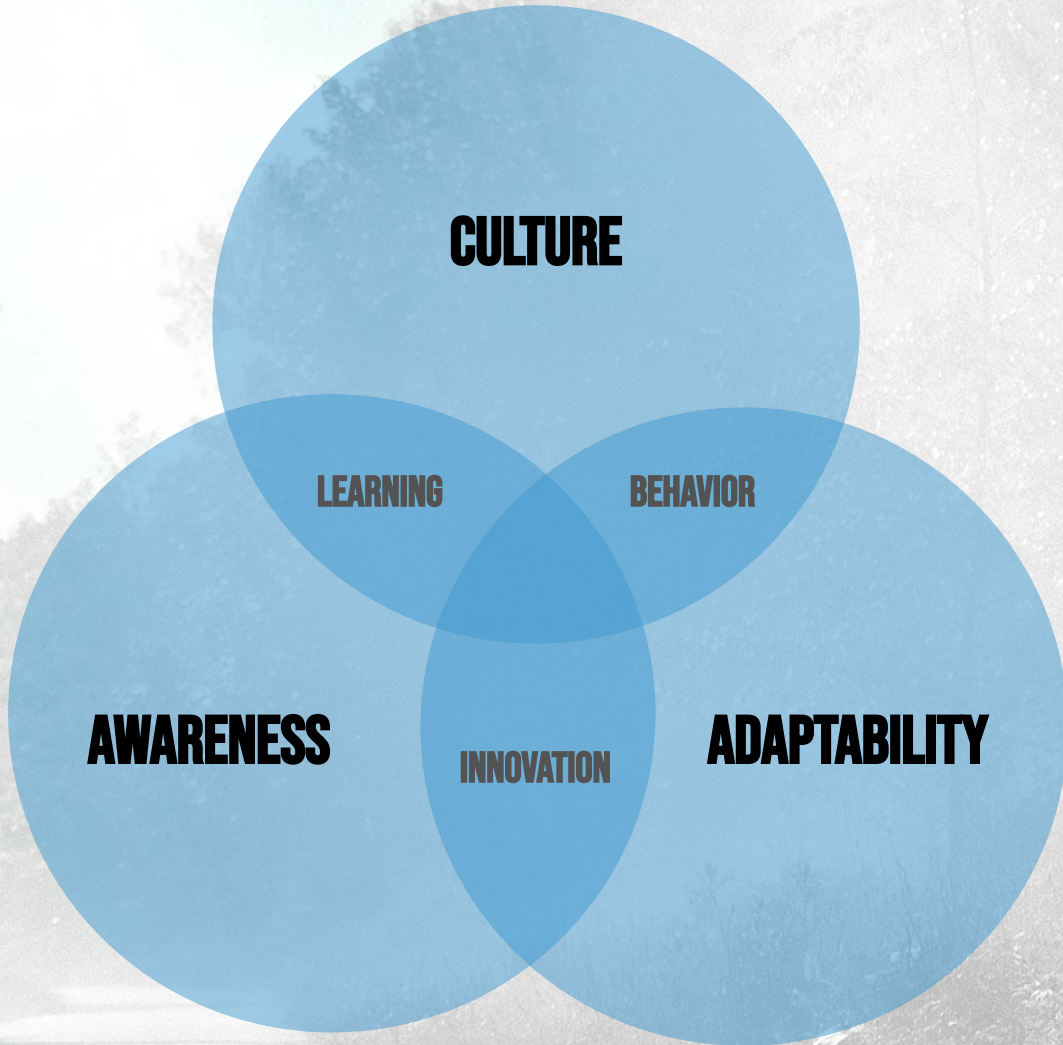 CULTURE
LEARNING
BEHAVIOR
AWARENESS
ADAPTABILITY
INNOVATION